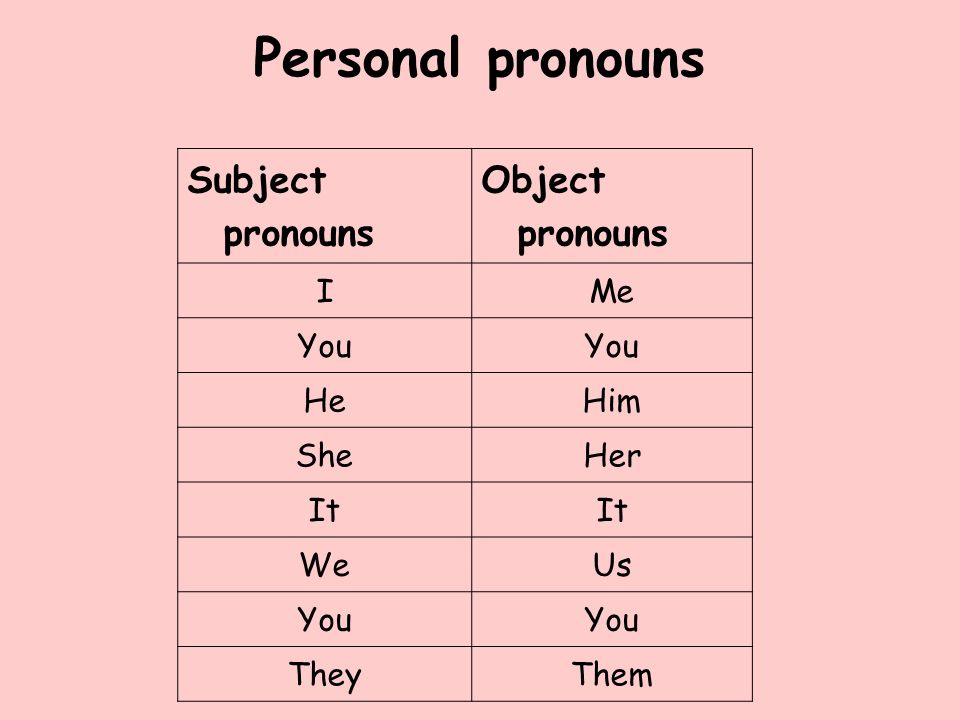 Personal pronouns
Subject pronouns
Object pronouns
I Me
You You
He Him
She Her
It It
We Us
You You
They Them